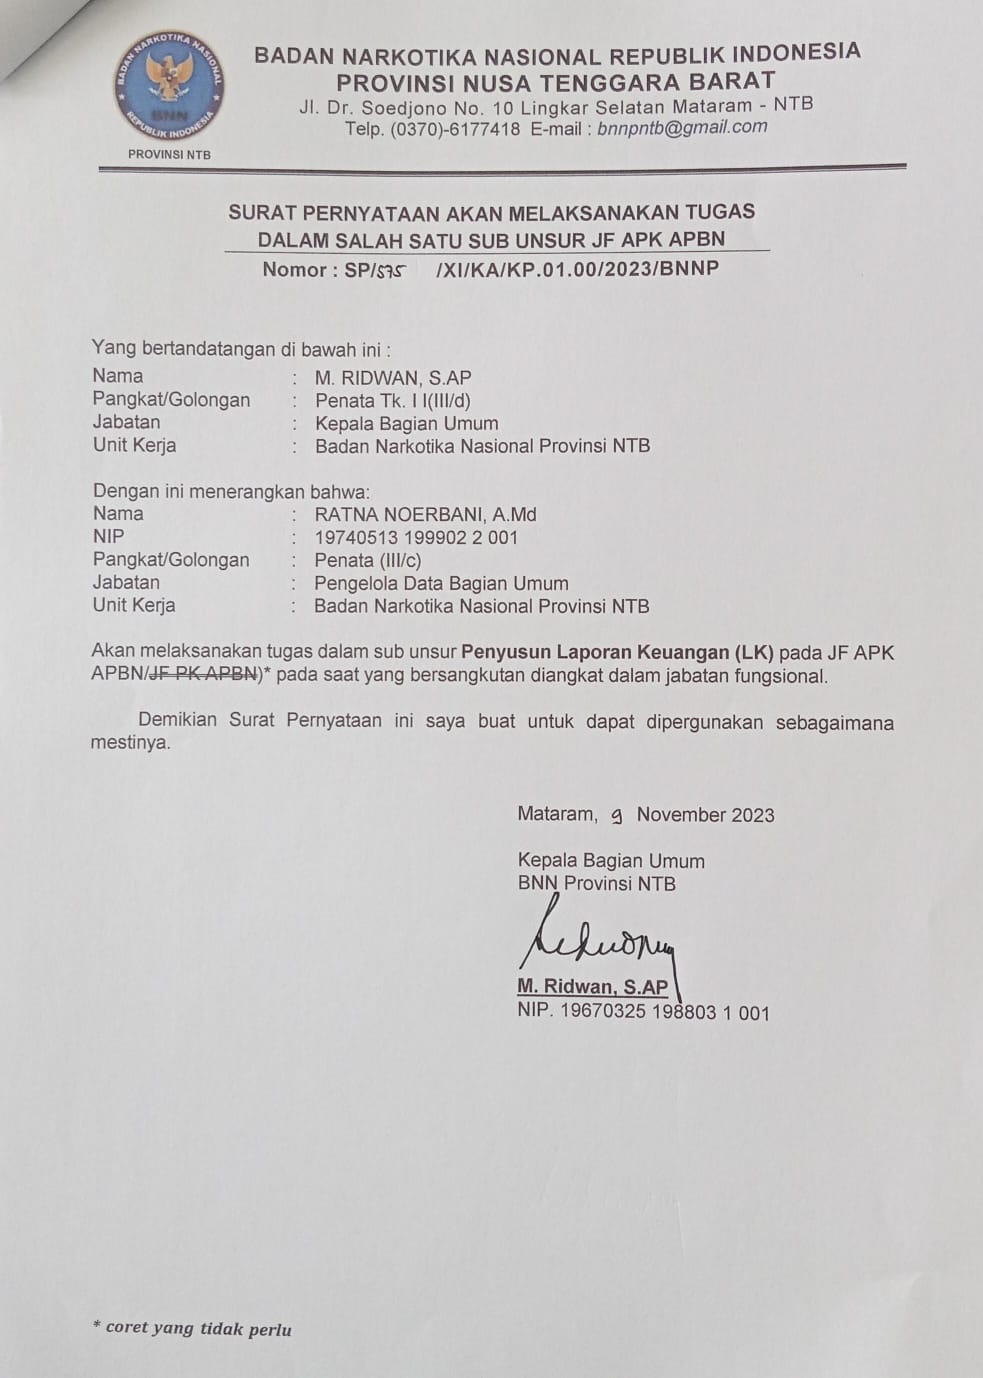 BADAN NARKOTIKA NASIONAL
BNN
REPUBLIK INDONESIA
PROVINSI NTB
BADAN NARKOTIKA NASIONAL REPUBLIK INDONESIA
PROVINSI NUSA TENGGARA BARAT
Jl. Dr. Soedjono No. 10 Lingkar Selatan Mataram - NTB
Telp. (0370)-6177418 E-mail : bnnpntb@gmail.com
SURAT PERNYATAAN AKAN MELAKSANAKAN TUGAS
DALAM SALAH SATU SUB UNSUR JF APK APBN
Nomor : SP/575 /XI/KA/KP.01.00/2023/BNNP
Yang bertandatangan di bawah ini :
Nama : M. RIDWAN, S.AP
Pangkat/Golongan : Penata Tk. I I(III/d)
Jabatan : Kepala Bagian Umum
Unit Kerja : Badan Narkotika Nasional Provinsi NTB
Dengan ini menerangkan bahwa:
Nama : RATNA NOERBANI, A.Md
NIP : 19740513 199902 2 001
Pangkat/Golongan : Penata (III/c)
Jabatan : Pengelola Data Bagian Umum
Unit Kerja : Badan Narkotika Nasional Provinsi NTB
Akan melaksanakan tugas dalam sub unsur Penyusun Laporan Keuangan (LK) pada JF APK
APBN/JF PK APBN)* pada saat yang bersangkutan diangkat dalam jabatan fungsional.
Demikian Surat Pernyataan ini saya buat untuk dapat dipergunakan sebagaimana
mestinya.
Mataram, 9 November 2023
Kepala Bagian Umum
BNN Provinsi NTB
M. Ridwan, S.AP
NIP. 19670325 198803 1 001
* coret yang tidak perlu